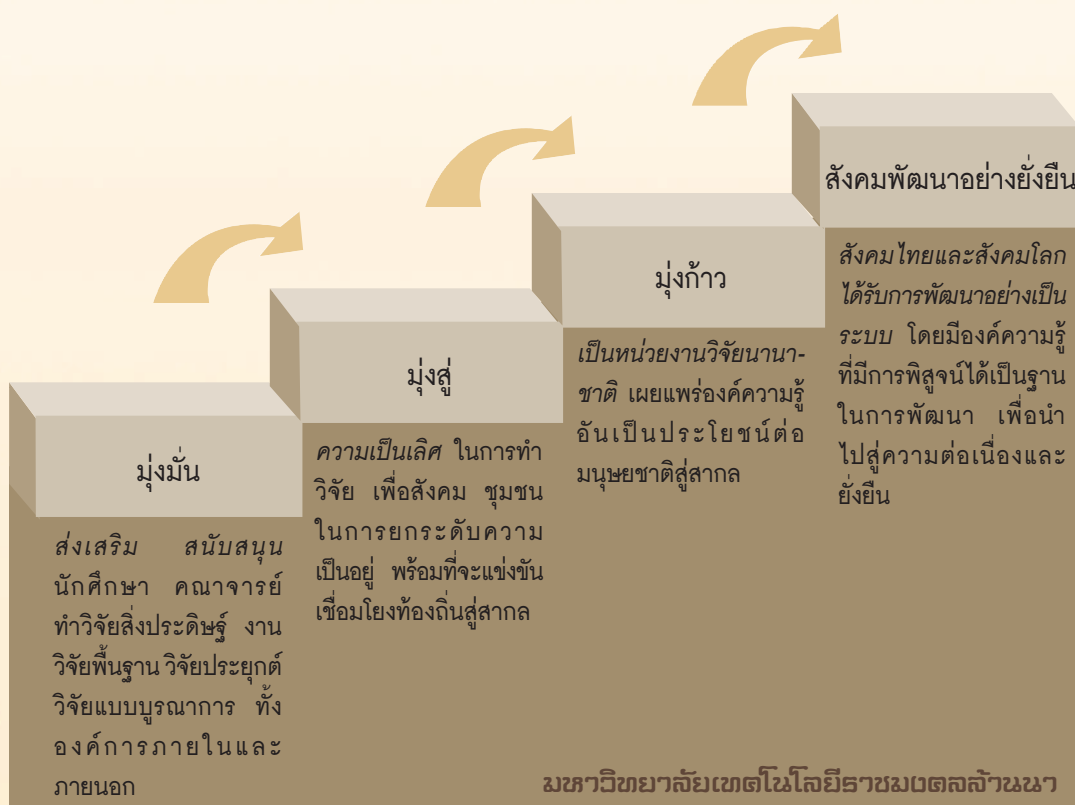 มุ่งมั่น
ส่งเสริม สนับสนุน
นักศึกษา คณาจารย์
ทำวิจัยสิ่งประดิษฐ์ งาน
วิจัยพื้นฐาน วิจัยประยุกต์
วิจัยแบบบูรณาการ ทั้ง
องค์การภายในและ
ภายนอก
มุ่งสู่
ความเป็นเลิศ ในการทำ
วิจัย เพื่อสังคม ชุมชน
ในการยกระดับความ
เป็นอยู่ พร้อมที่จะแข่งขัน
เชื่อมโยงท้องถิ่นสู่สากล
มุ่งก้าว
เป็นหน่วยงานวิจัยนานา-
ชาติ เผยแพร่องค์ความรู้
อันเป็นประโยชน์ต่อ
มนุษยชาติสู่สากล
สังคมพัฒนาอย่างยั่งยืน
สังคมไทยและสังคมโลก
ได้รับการพัฒนาอย่างเป็น
ระบบ โดยมีองค์ความรู้
ที่มีการพิสูจน์ได้เป็นฐาน
ในการพัฒนา เพื่อนำ
ไปสู่ความต่อเนื่องและ
ยั่งยืน
มหาวิทยาลัยเทคโนโลยีราชมงคลล้านนา